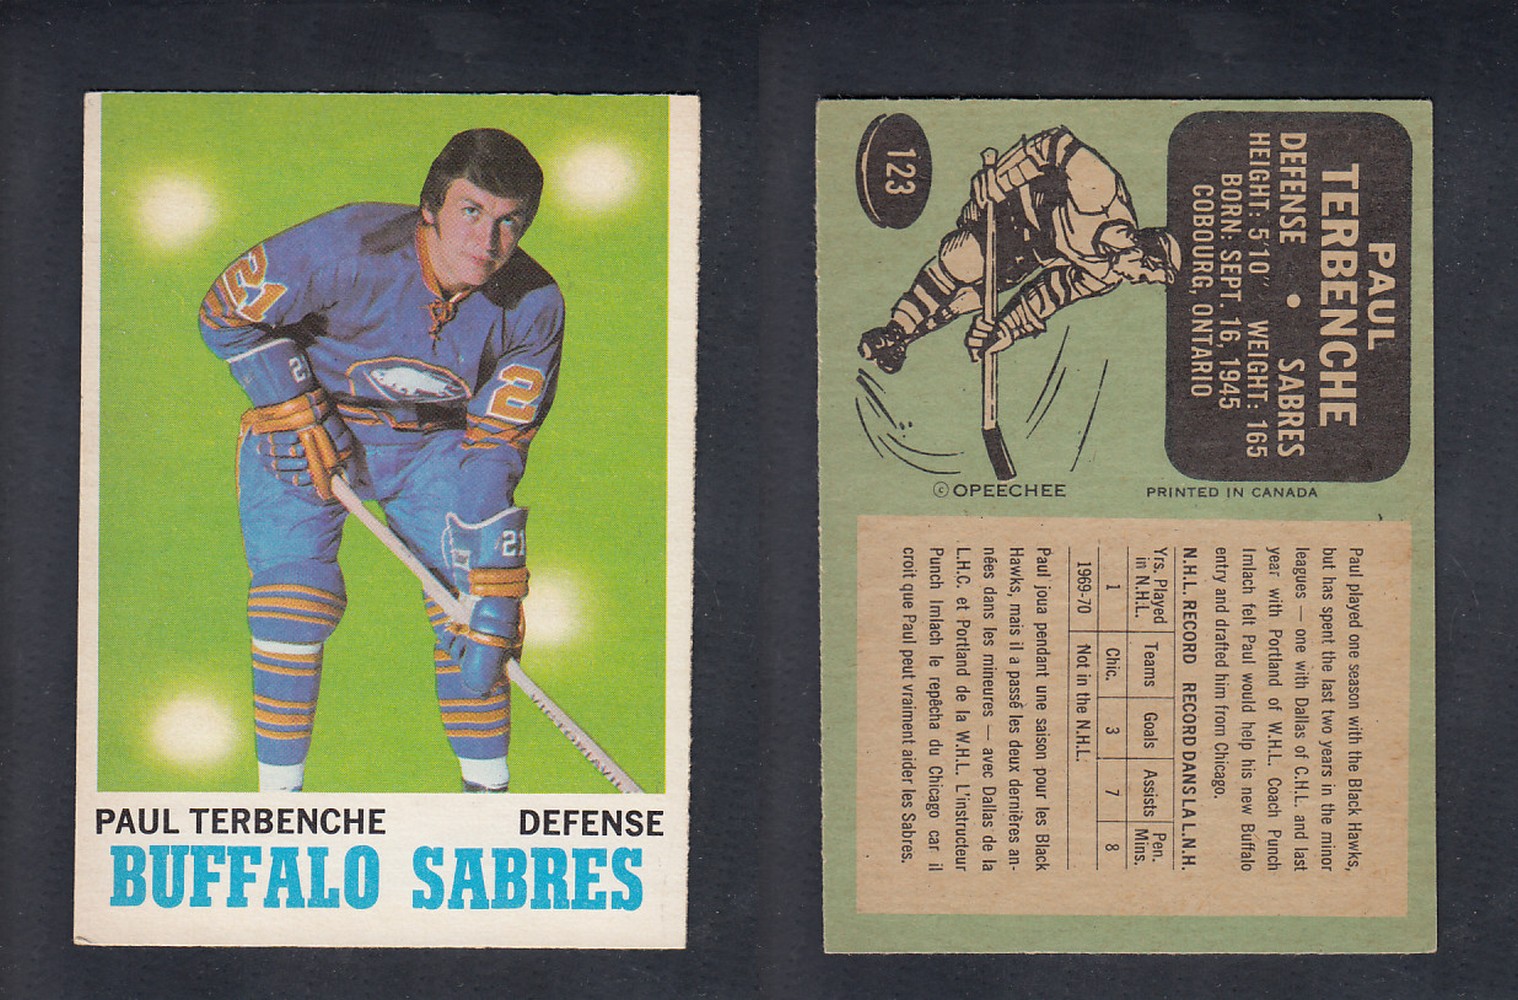 21
2
2
21
VICTORIAVILLE
PAUL TERBENCHE DEFENSE
BUFFALO SABRES
123
PAUL
TERBENCHE
DEFENSE • SABRES
HEIGHT: 5'10" WEIGHT: 165
BORN: SEPT. 16, 1945
COBOURG, ONTARIO
© OPEECHEE PRINTED IN CANADA
Paul played one season with the Black Hawks,
but has spent the last two years in the minor
leagues — one with Dallas of C.H.L. and last
year with Portland of W.H.L. Coach Punch
Imlach felt Paul would help his new Buffalo
entry and drafted him from Chicago.
N.H.L. RECORD RECORD DANS LA L.N.H.
Yrs. Played in N.H.L. Teams Goals Assists Pen. Mins.
1 Chic. 3 7 8
1969-70 Not in the N.H.L.
Paul joua pendant une saison pour les Black
Hawks, mais il a passé les deux dernières an-
nées dans les mineures — avec Dallas de la
L.H.C. et Portland de la W.H.L. L'instructeur
Punch Imlach le repêcha du Chicago car il
croit que Paul peut vraiment aider les Sabres.